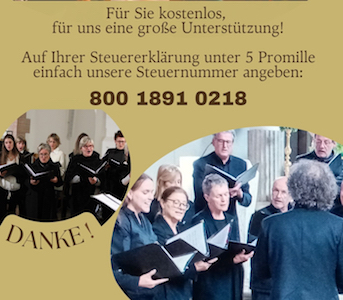 Für Sie kostenlos,
für uns eine große Unterstützung!
Auf Ihrer Steuererklärung unter 5 Promille
einfach unsere Steuernummer angeben:
800 1891 0218
DANKE!